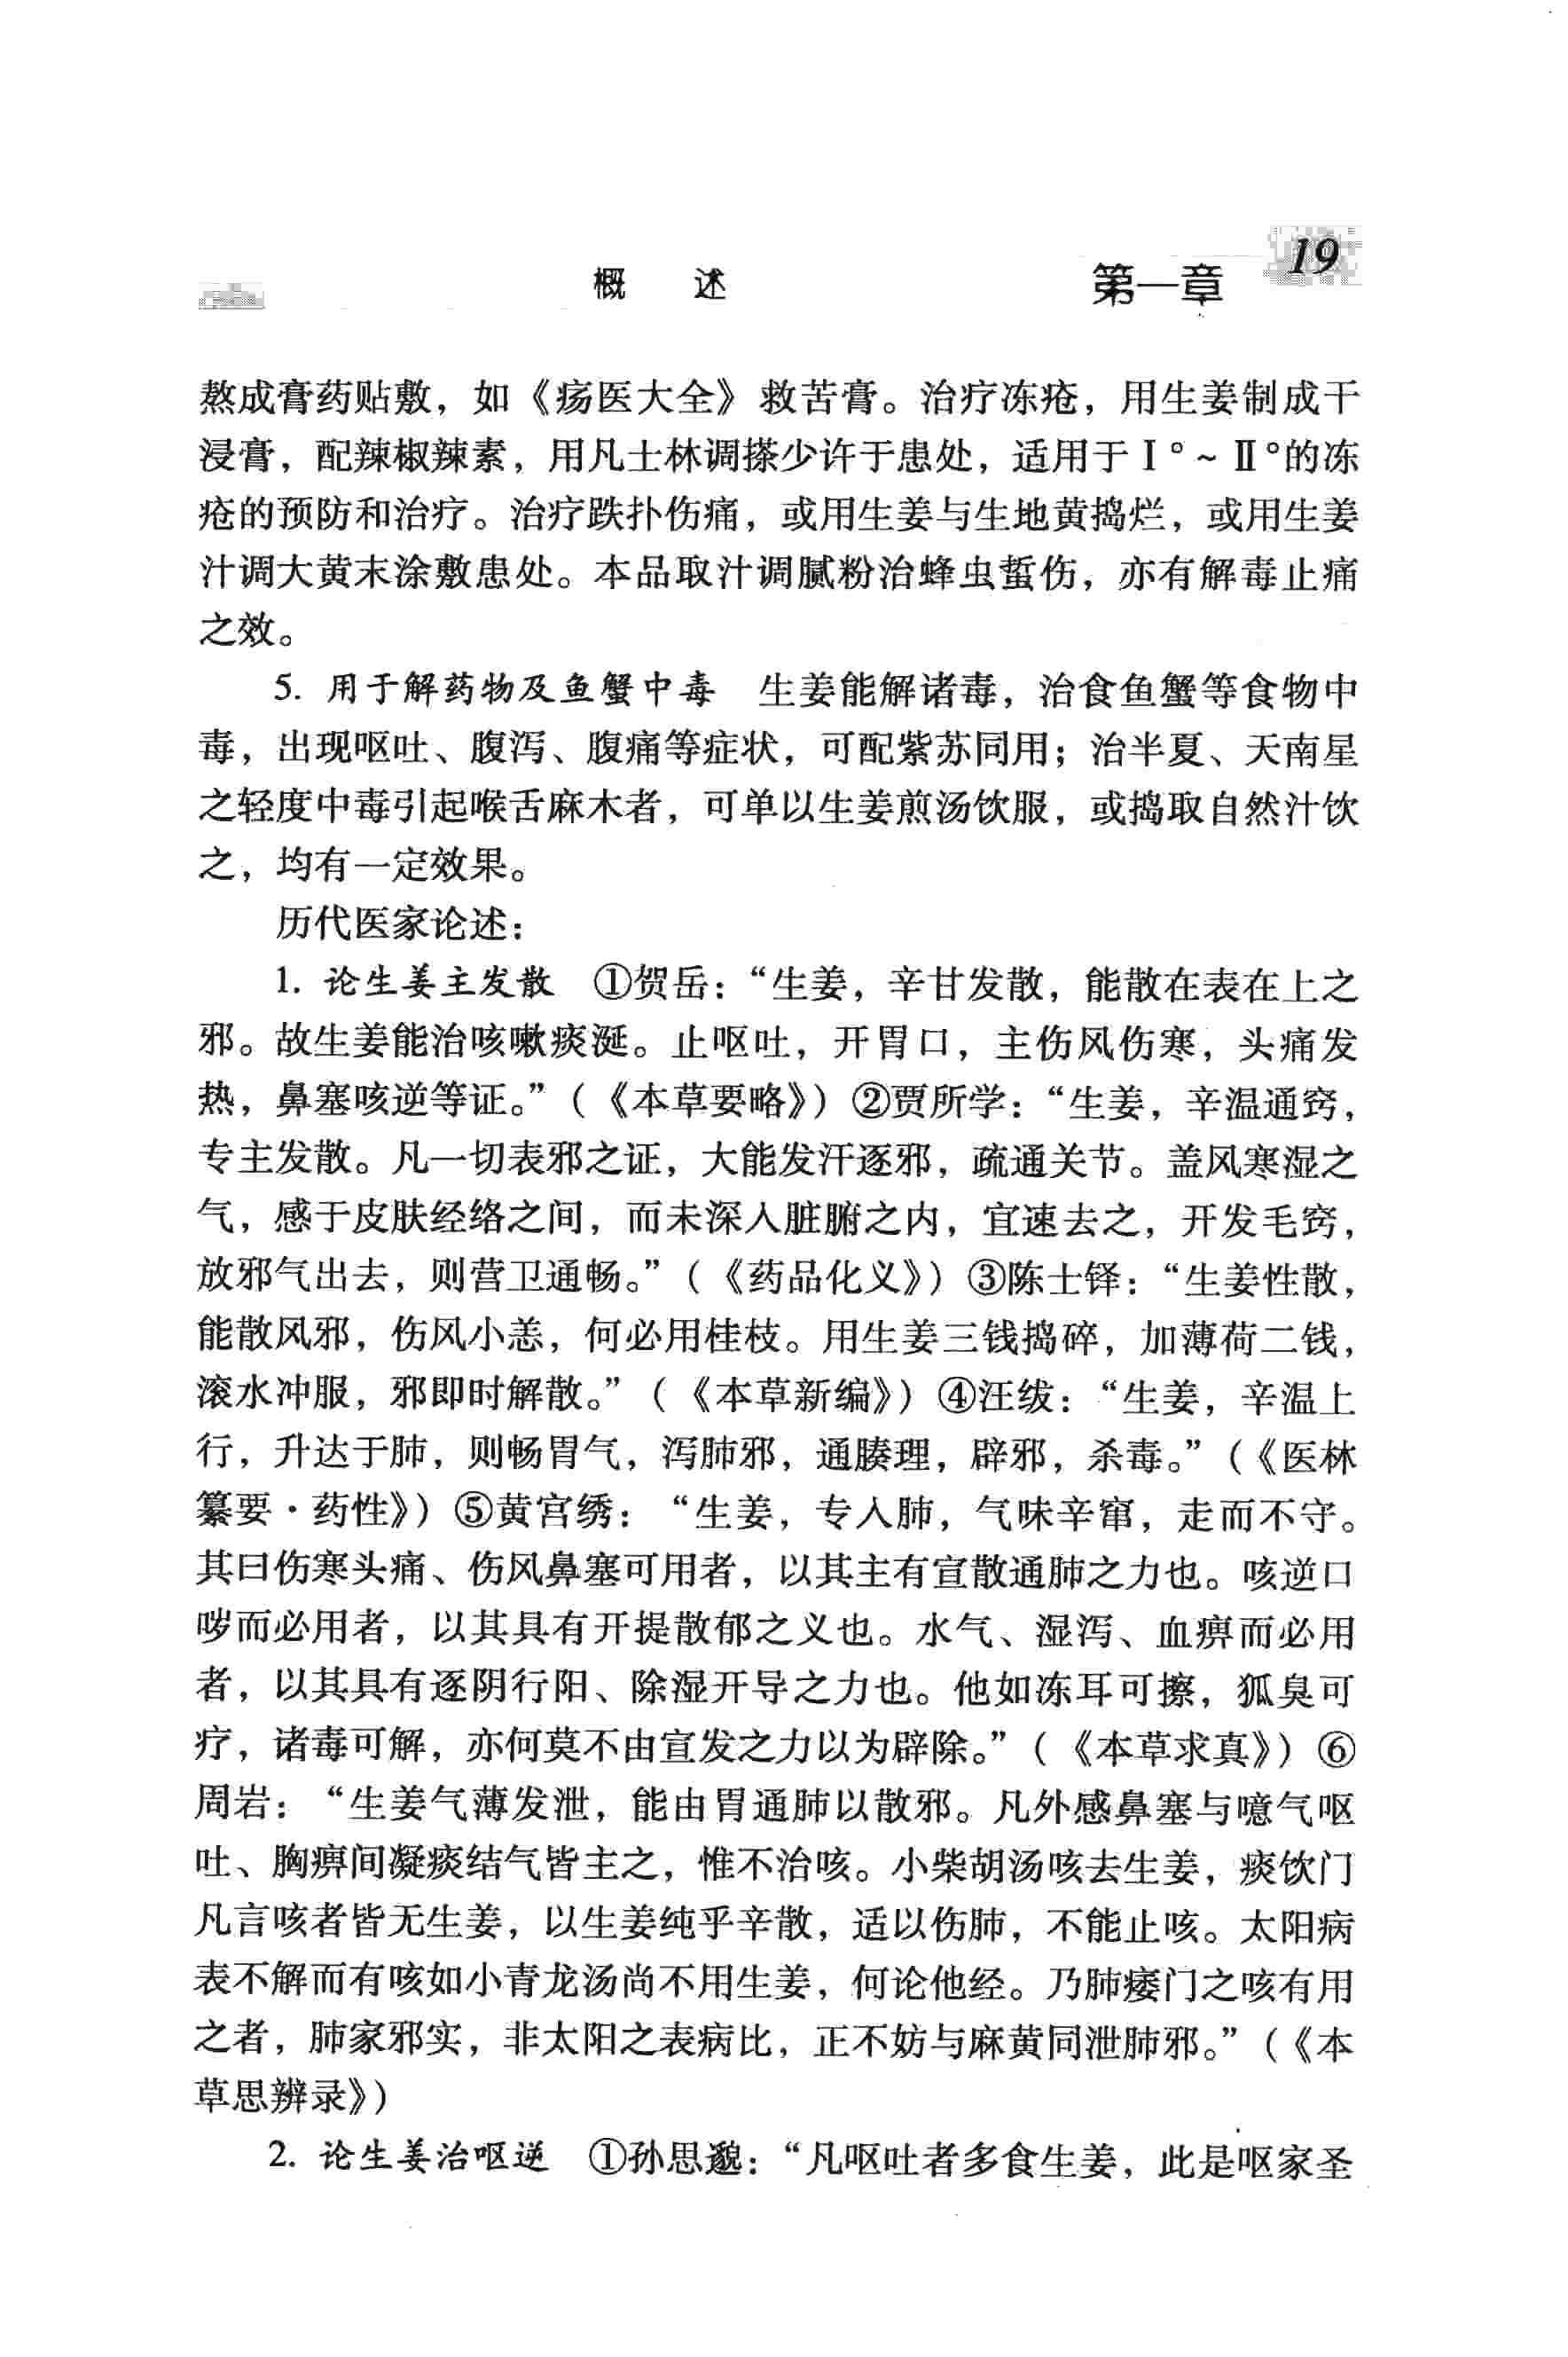 概 述 第一章 19
熬成膏药贴敷，如《疡医大全》救苦膏。治疗冻疮，用生姜制成干
浸膏，配辣椒辣素，用凡士林调搽少许于患处，适用于Ⅰ°～Ⅱ°的冻
疮的预防和治疗。治疗跌扑伤痛，或用生姜与生地黄捣烂，或用生姜
汁调大黄末涂敷患处。本品取汁调腻粉治蜂虫蜇伤，亦有解毒止痛
之效。
5. 用于解药物及鱼蟹中毒 生姜能解诸毒，治食鱼蟹等食物中
毒，出现呕吐、腹泻、腹痛等症状，可配紫苏同用；治半夏、天南星
之轻度中毒引起喉舌麻木者，可单以生姜煎汤饮服，或捣取自然汁饮
之，均有一定效果。
历代医家论述：
1. 论生姜主发散 ①贺岳：“生姜，辛甘发散，能散在表在上之
邪。故生姜能治咳嗽痰涎。止呕吐，开胃口，主伤风伤寒，头痛发
热，鼻塞咳逆等证。”（《本草要略》）②贾所学：“生姜，辛温通窍，
专主发散。凡一切表邪之证，大能发汗逐邪，疏通关节。盖风寒湿之
气，感于皮肤经络之间，而未深入脏腑之内，宜速去之，开发毛窍，
放邪气出去，则营卫通畅。”（《药品化义》）③陈士铎：“生姜性散，
能散风邪，伤风小恙，何必用桂枝。用生姜三钱捣碎，加薄荷二钱，
滚水冲服，邪即时解散。”（《本草新编》）④汪绂：“生姜，辛温上
行，升达于肺，则畅胃气，泻肺邪，通腠理，辟邪，杀毒。”（《医林
纂要·药性》）⑤黄宫绣：“生姜，专入肺，气味辛窜，走而不守。
其曰伤寒头痛、伤风鼻塞可用者，以其主有宣散通肺之力也。咳逆口
哕而必用者，以其具有开提散郁之义也。水气、湿泻、血痹而必用
者，以其具有逐阴行阳、除湿开导之力也。他如冻耳可擦，狐臭可
疗，诸毒可解，亦何莫不由宣发之力以为辟除。”（《本草求真》）⑥
周岩：“生姜气薄发泄，能由胃通肺以散邪。凡外感鼻塞与噫气呕
吐、胸痹间凝痰结气皆主之，惟不治咳。小柴胡汤咳去生姜，痰饮门
凡言咳者皆无生姜，以生姜纯乎辛散，适以伤肺，不能止咳。太阳病
表不解而有咳如小青龙汤尚不用生姜，何论他经。乃肺痿门之咳有用
之者，肺家邪实，非太阳之表病比，正不妨与麻黄同泄肺邪。”（《本
草思辨录》）
2. 论生姜治呕逆 ①孙思邈：“凡呕吐者多食生姜，此是呕家圣